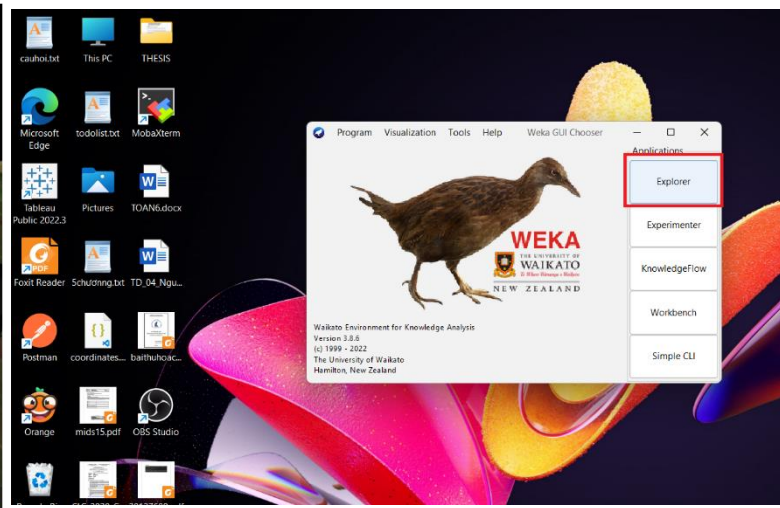 cauhoi.txt
This PC
THESIS
Microsoft
Edge
todolist.txt
MobaXterm
Tableau
Public 2022.3
Pictures
TOAN6.docx
Foxit Reader
5chương.txt
TD_04_Ngu...
Postman
coordinates....
baithuhoac...
Orange
mids15.pdf
OBS Studio
Program
Visualization
Tools
Help
Weka GUI Chooser
Applications
Explorer
Experimenter
KnowledgeFlow
Workbench
Simple CLI
WEKA
THE UNIVERSITY OF
WAIKATO
NEW ZEALAND
Waikato Environment for Knowledge Analysis
Version 3.8.6
(c) 1999 - 2022
The University of Waikato
Hamilton, New Zealand